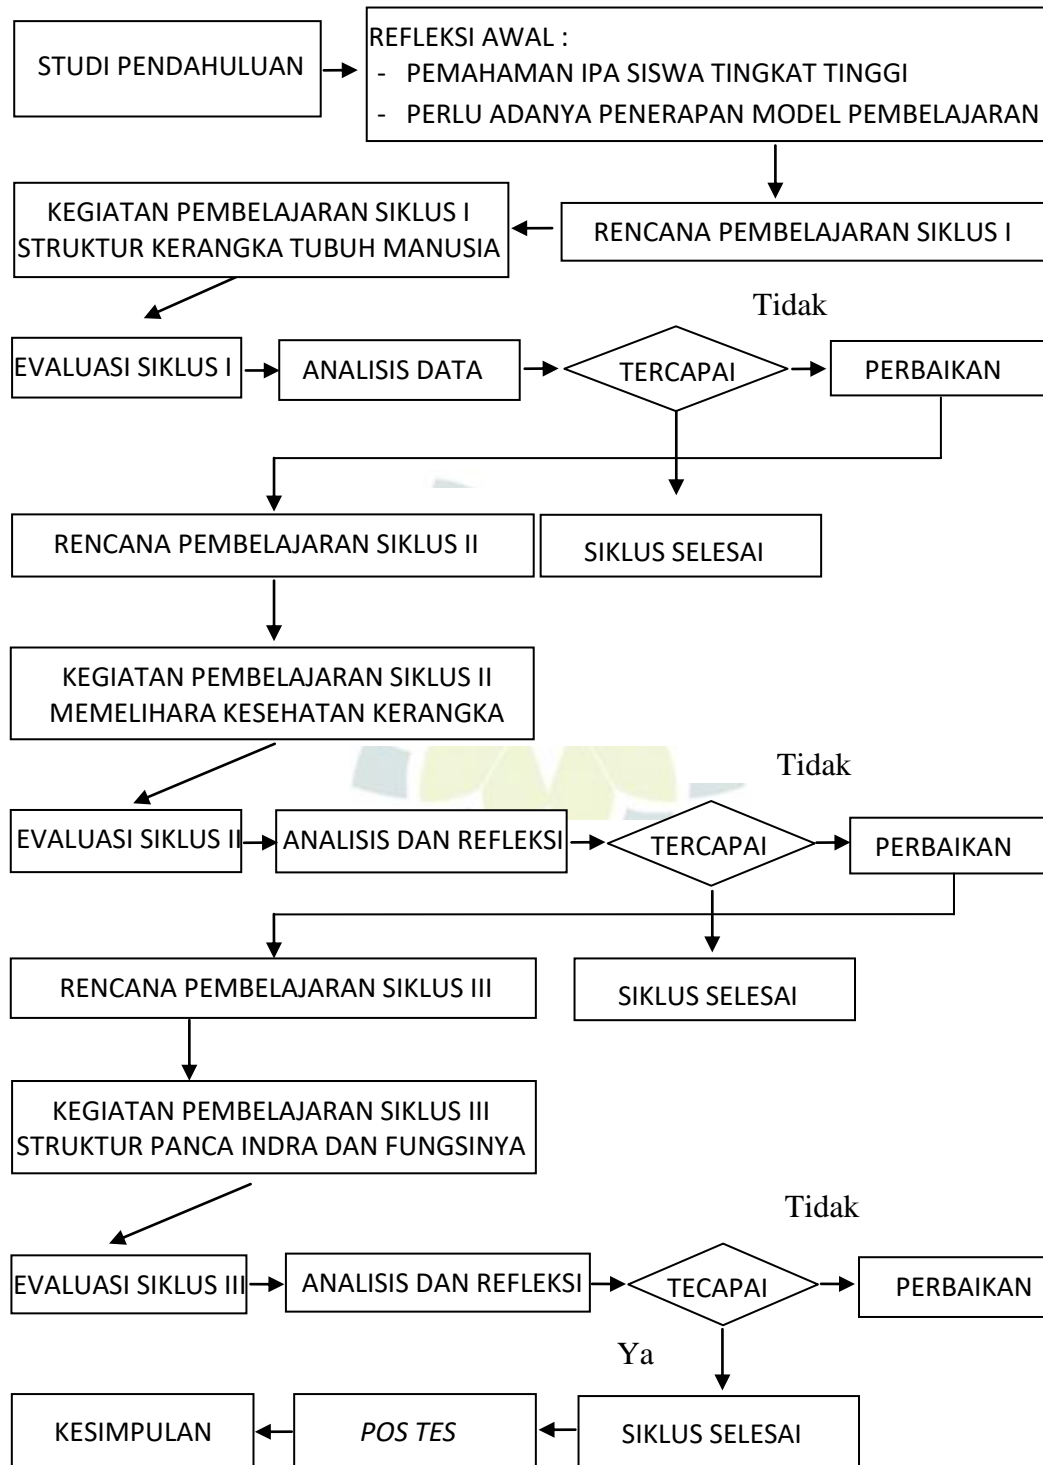 STUDI PENDAHULUAN
REFLEKSI AWAL :
- PEMAHAMAN IPA SISWA TINGKAT TINGGI
- PERLU ADANYA PENERAPAN MODEL PEMBELAJARAN
RENCANA PEMBELAJARAN SIKLUS I
KEGIATAN PEMBELAJARAN SIKLUS I
STRUKTUR KERANGKA TUBUH MANUSIA
EVALUASI SIKLUS I
ANALISIS DATA
TERCAPAI
Tidak
PERBAIKAN
RENCANA PEMBELAJARAN SIKLUS II
SIKLUS SELESAI
KEGIATAN PEMBELAJARAN SIKLUS II
MEMELIHARA KESEHATAN KERANGKA
EVALUASI SIKLUS II
ANALISIS DAN REFLEKSI
TERCAPAI
Tidak
PERBAIKAN
RENCANA PEMBELAJARAN SIKLUS III
SIKLUS SELESAI
KEGIATAN PEMBELAJARAN SIKLUS III
STRUKTUR PANCA INDRA DAN FUNGSINYA
EVALUASI SIKLUS III
ANALISIS DAN REFLEKSI
TECAPAI
Tidak
PERBAIKAN
Ya
SIKLUS SELESAI
POS TES
KESIMPULAN